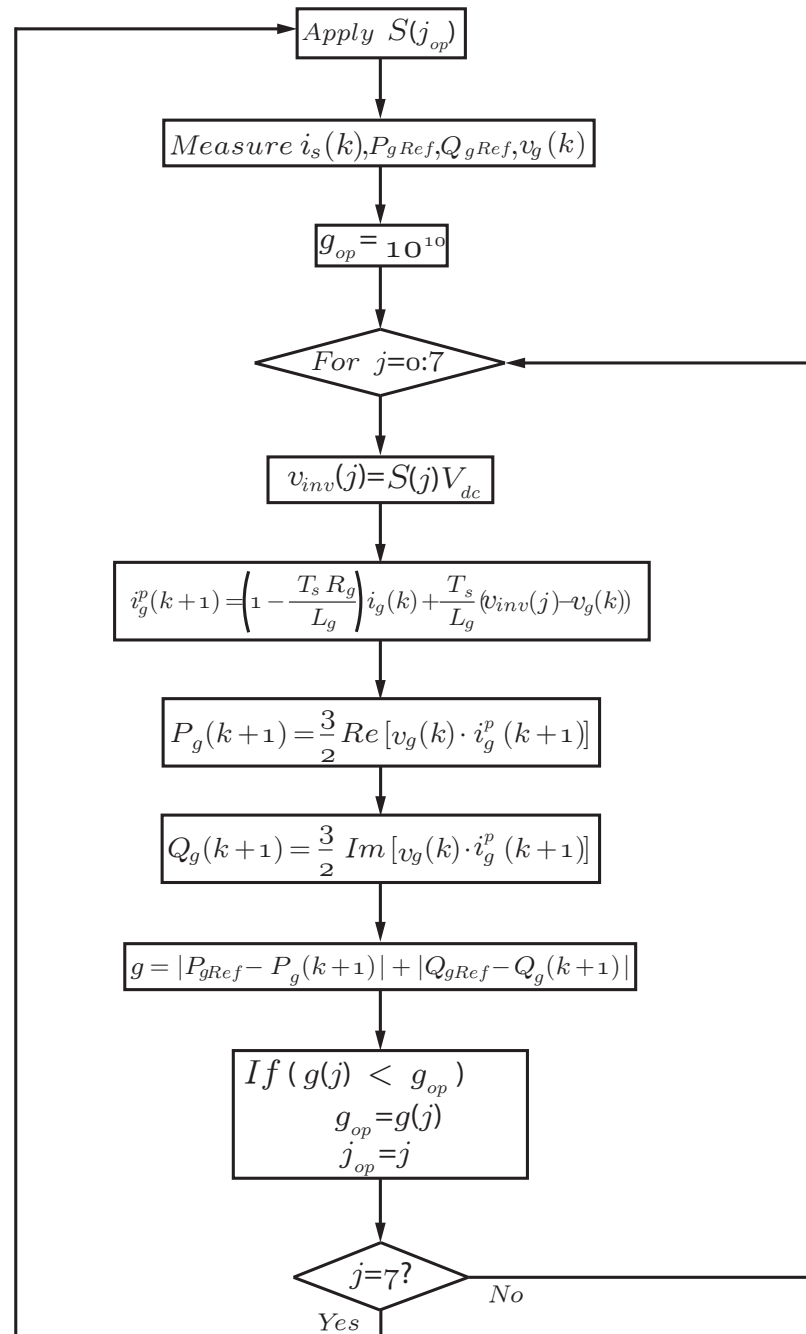 Apply S(j_op)
Measure i_s(k),P_gRef,Q_gRef,v_g(k)
g_op = 10^10
For j=0:7
v_inv(j)=S(j)V_dc
i_g^p(k+1)=(1-T_s R_g/L_g)i_g(k)+T_s/L_g(v_inv(j)-v_g(k))
P_g(k+1)=3/2 Re[v_g(k)·i_g^p(k+1)]
Q_g(k+1)=3/2 Im[v_g(k)·i_g^p(k+1)]
g=|P_gRef-P_g(k+1)|+|Q_gRef-Q_g(k+1)|
If(g(j) < g_op)
g_op=g(j)
j_op=j
j=7?
No
Yes